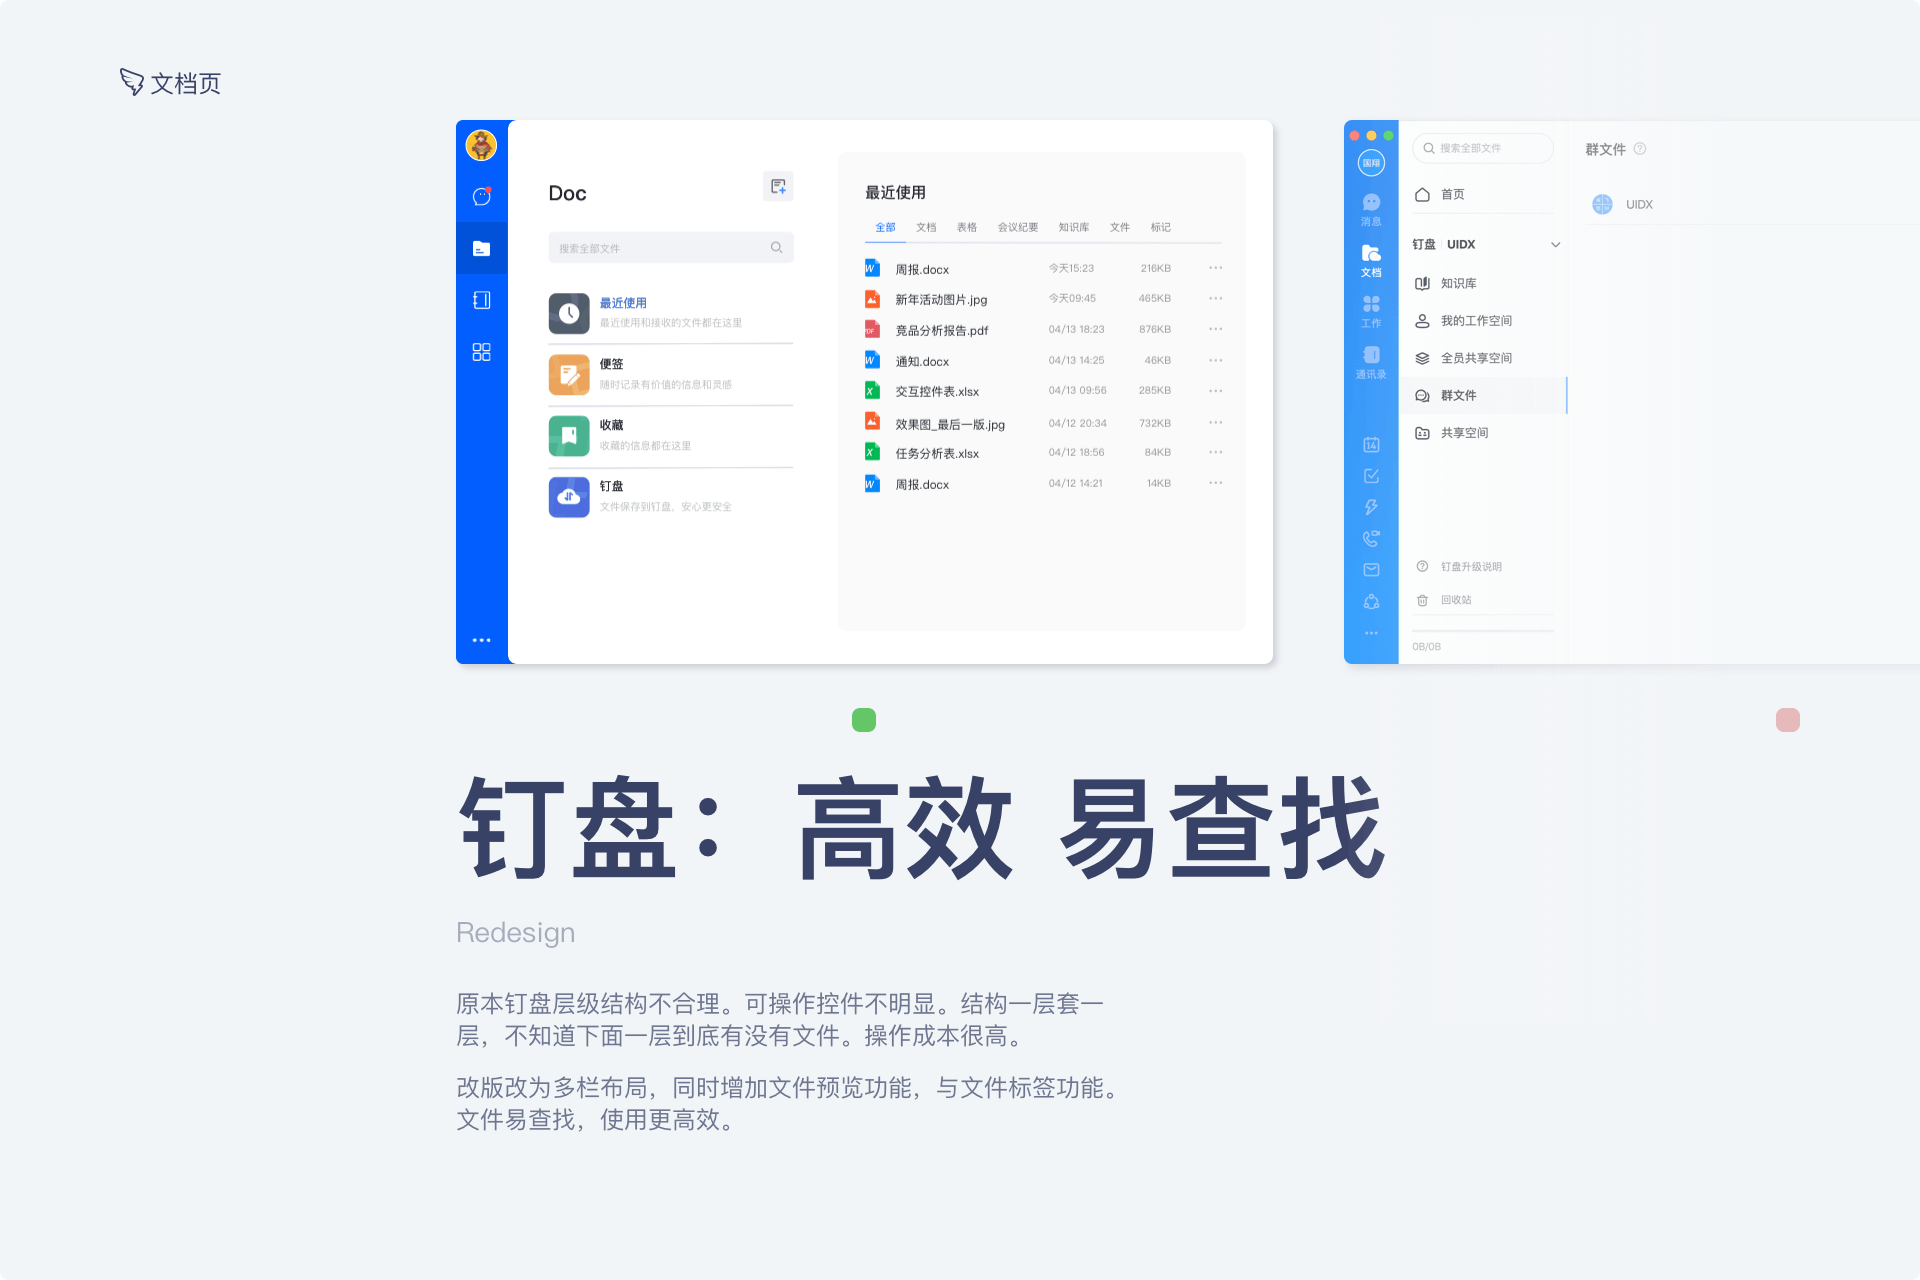 文档页
Doc
搜索全部文件
最近使用
最近使用和接收的文件都在这里
便签
随时记录有价值的信息和灵感
收藏
收藏的信息都在这里
钉盘
文件保存到钉盘，安心更安全
最近使用
全部 文档 表格 会议纪要 知识库 文件 标记
周报.docx 今天15:23 216KB
新年活动图片.jpg 今天09:45 465KB
竞品分析报告.pdf 04/13 18:23 876KB
通知.docx 04/13 14:25 46KB
交互控件表.xlsx 04/13 09:56 285KB
效果图_最后一版.jpg 04/12 20:34 732KB
任务分析表.xlsx 04/12 18:56 84KB
周报.docx 04/12 14:21 14KB
国翔
消息
文档
工作
通讯录
14
搜索全部文件
首页
钉盘 UIDX
知识库
我的工作空间
全员共享空间
群文件
共享空间
钉盘升级说明
回收站
0B/0B
群文件
UIDX
钉盘：高效 易查找
Redesign
原本钉盘层级结构不合理。可操作控件不明显。结构一层套一
层，不知道下面一层到底有没有文件。操作成本很高。
改版改为多栏布局，同时增加文件预览功能，与文件标签功能。
文件易查找，使用更高效。